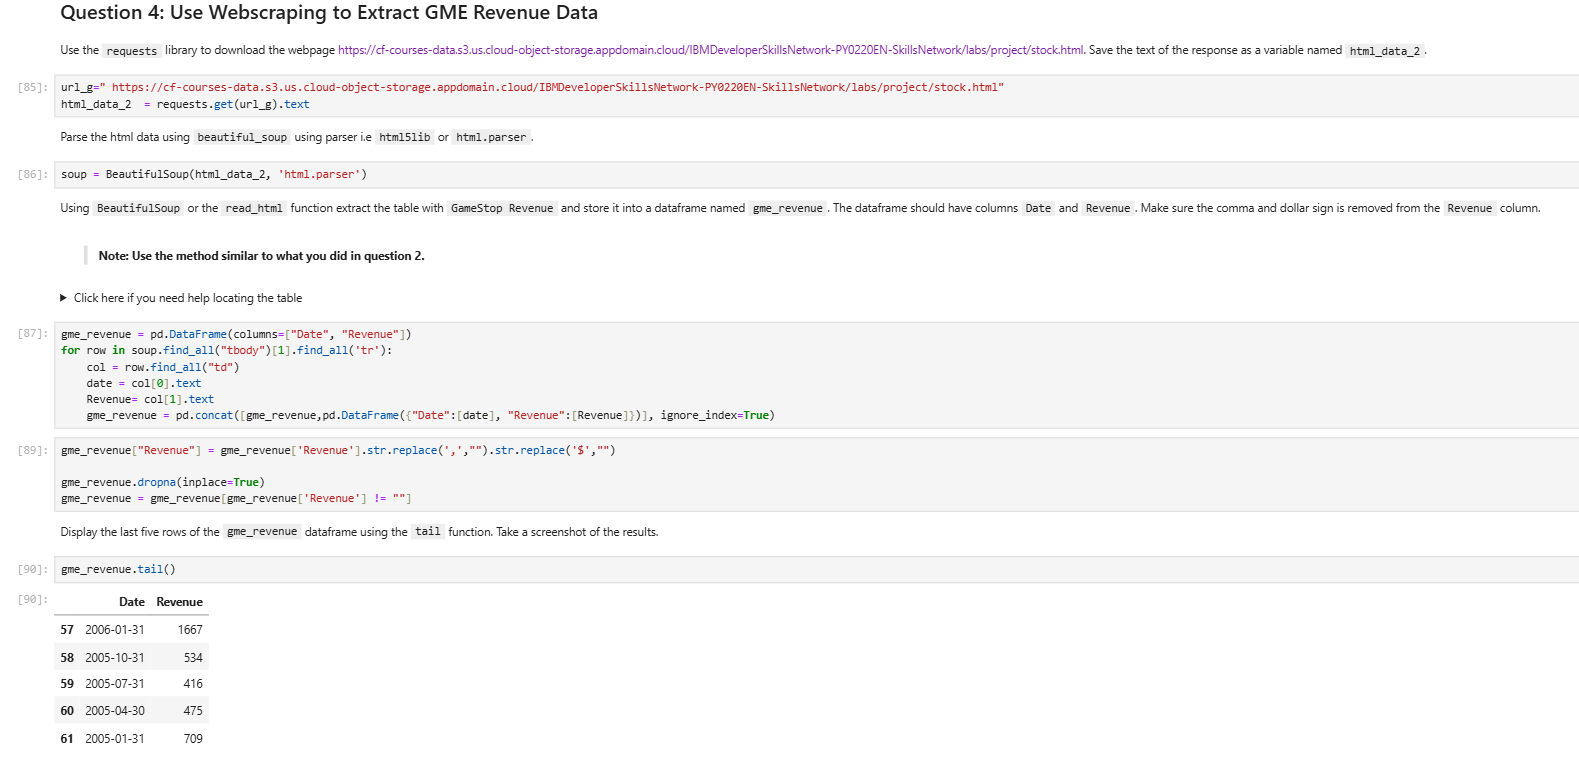 Question 4: Use Webscraping to Extract GME Revenue Data
Use the requests library to download the webpage https://cf-courses-data.s3.us.cloud-object-storage.appdomain.cloud/IBMDeveloperSkillsNetwork-PY0220EN-SkillsNetwork/labs/project/stock.html. Save the text of the response as a variable named html_data_2.
[85]: url_g=" https://cf-courses-data.s3.us.cloud-object-storage.appdomain.cloud/IBMDeveloperSkillsNetwork-PY0220EN-SkillsNetwork/labs/project/stock.html"
html_data_2  = requests.get(url_g).text
Parse the html data using beautiful_soup using parser i.e html5lib or html.parser.
[86]: soup = BeautifulSoup(html_data_2, 'html.parser')
Using BeautifulSoup or the read_html function extract the table with GameStop Revenue and store it into a dataframe named gme_revenue. The dataframe should have columns Date and Revenue. Make sure the comma and dollar sign is removed from the Revenue column.
Note: Use the method similar to what you did in question 2.
▶ Click here if you need help locating the table
[87]: gme_revenue = pd.DataFrame(columns=["Date", "Revenue"])
for row in soup.find_all("tbody")[1].find_all('tr'):
    col = row.find_all("td")
    date = col[0].text
    Revenue= col[1].text
    gme_revenue = pd.concat([gme_revenue,pd.DataFrame({"Date":[date], "Revenue":[Revenue]})], ignore_index=True)
[89]: gme_revenue["Revenue"] = gme_revenue['Revenue'].str.replace(',',"").str.replace('$',"")
gme_revenue.dropna(inplace=True)
gme_revenue = gme_revenue[gme_revenue['Revenue'] != ""]
Display the last five rows of the gme_revenue dataframe using the tail function. Take a screenshot of the results.
[90]: gme_revenue.tail()
[90]: Date Revenue
57 2006-01-31 1667
58 2005-10-31 534
59 2005-07-31 416
60 2005-04-30 475
61 2005-01-31 709